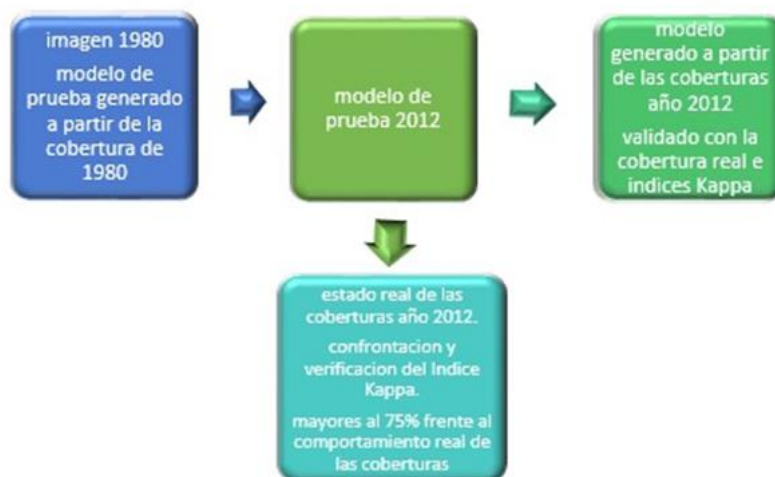 imagen 1980
modelo de
prueba generado
a partir de la
cobertura de
1980
modelo de
prueba 2012
modelo
generado a partir
de las coberturas
año 2012
validado con la
cobertura real e
indices Kappa
estado real de las
coberturas año 2012.
confrontacion y
verificacion del Indice
Kappa.
mayores al 75% frente al
comportamiento real de
las coberturas